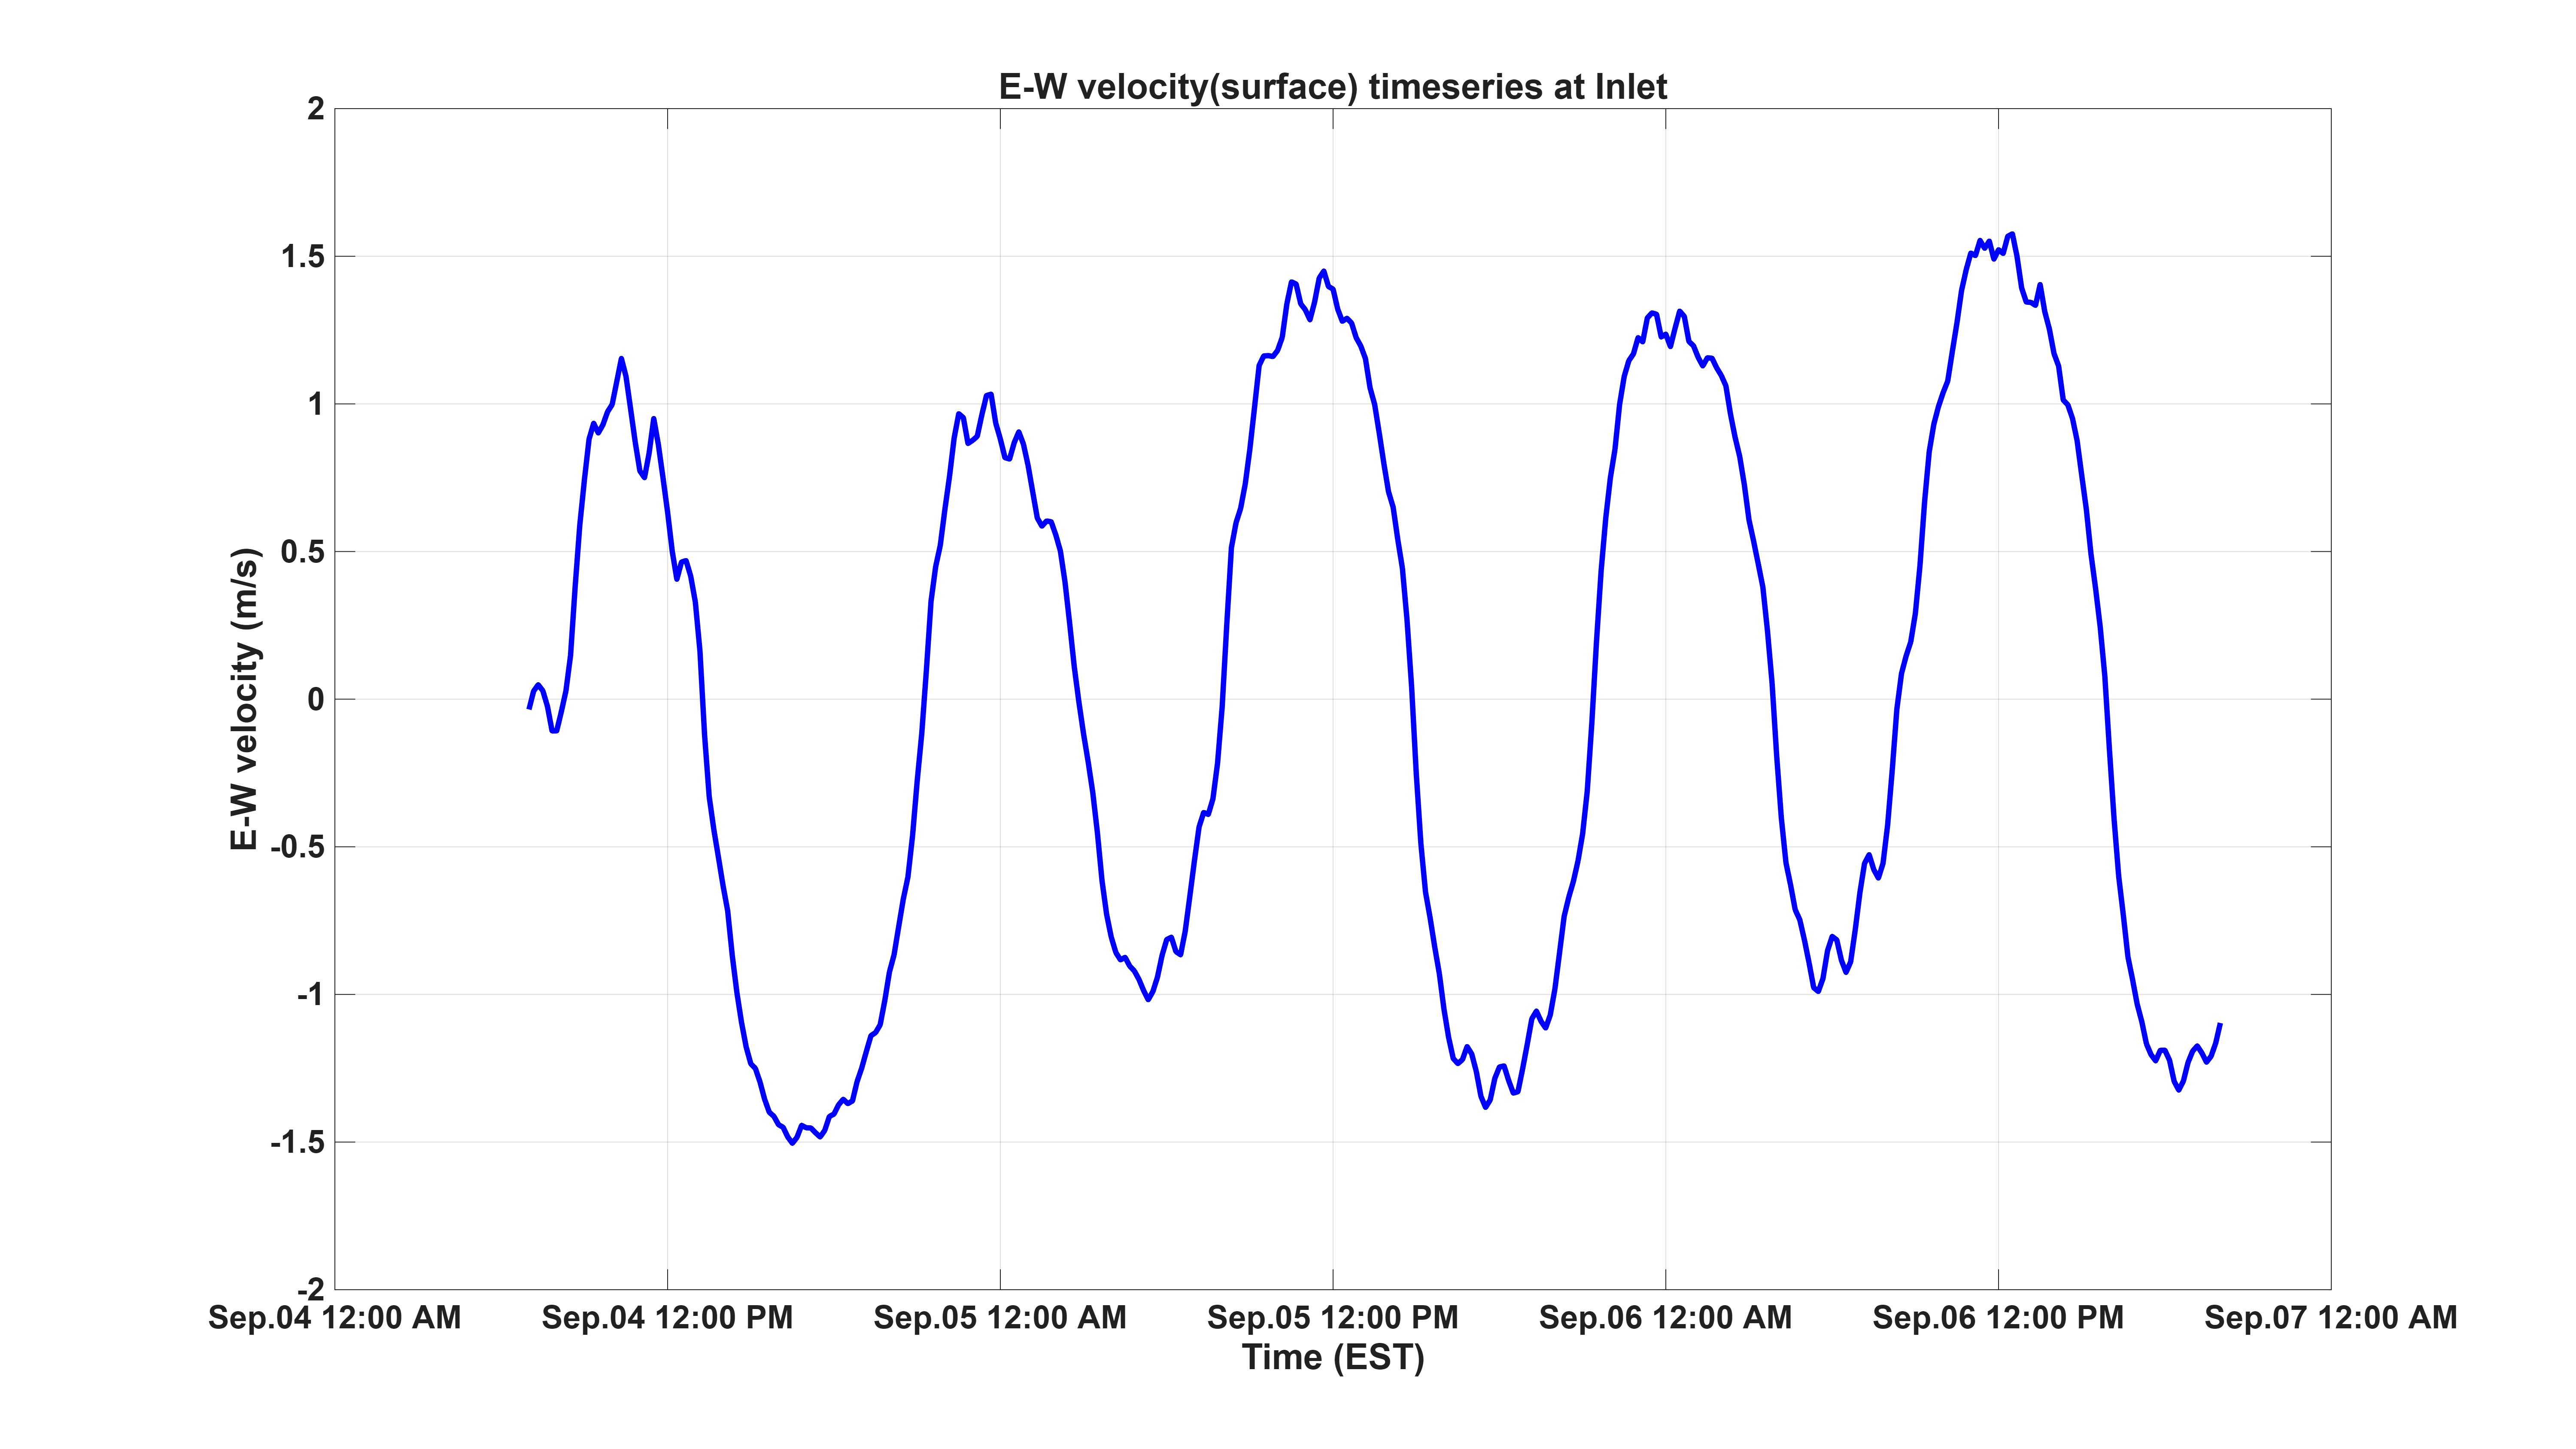 E-W velocity(surface) timeseries at Inlet
2
1.5
1
0.5
0
-0.5
-1
-1.5
-2
E-W velocity (m/s)
Sep.04 12:00 AM Sep.04 12:00 PM Sep.05 12:00 AM Sep.05 12:00 PM Sep.06 12:00 AM Sep.06 12:00 PM Sep.07 12:00 AM
Time (EST)